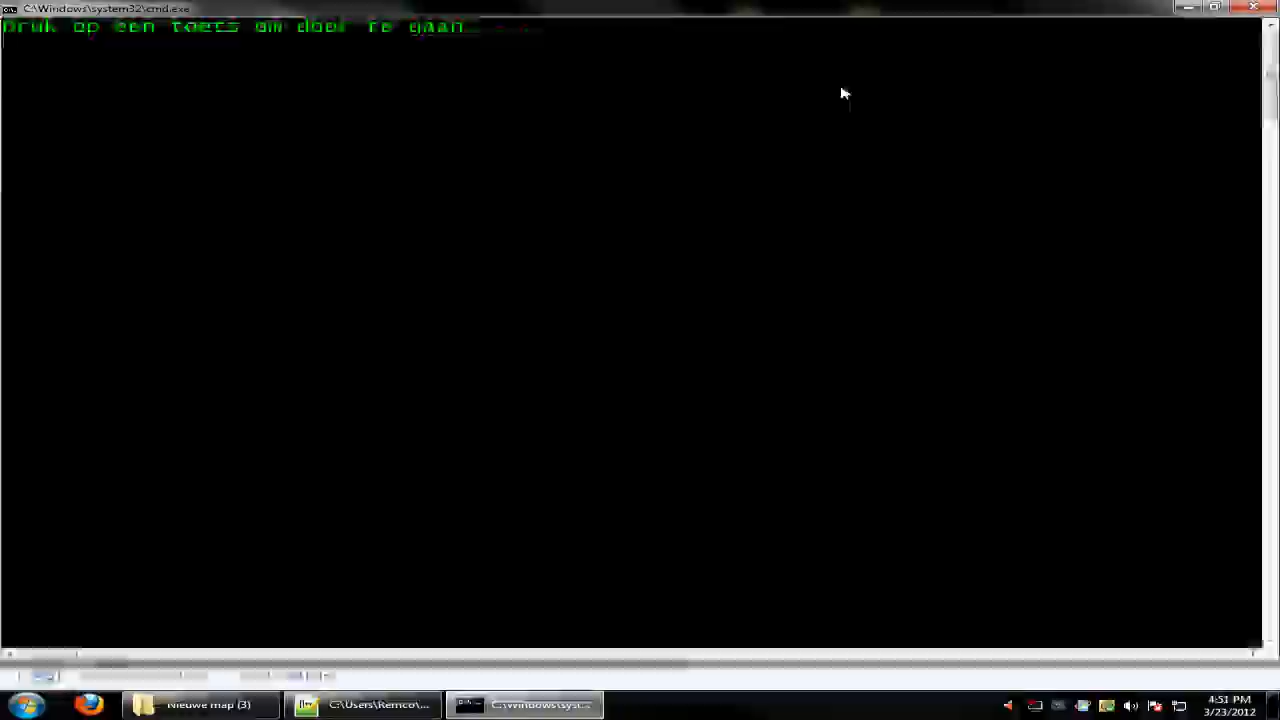 C:\Windows\system32\cmd.exe
Druk op een toets om door te gaan
Nieuwe map (3)
C:\Users\Remco\...
C:\Windows\syst...
4:51 PM
3/23/2012